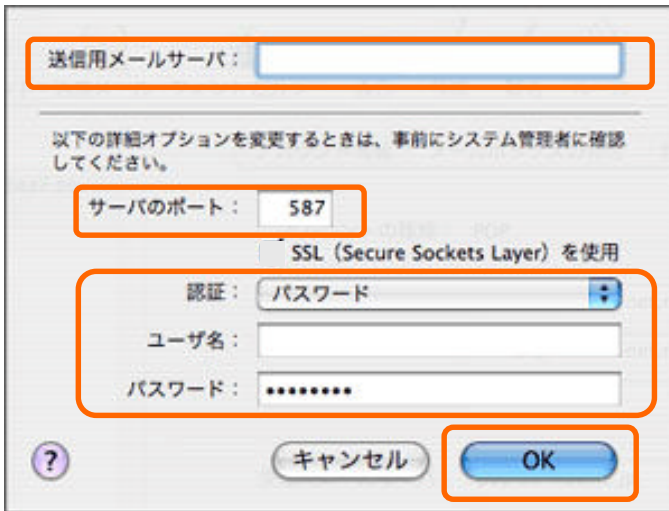 送信用メールサーバ：
以下の詳細オプションを変更するときは、事前にシステム管理者に確認
してください。
サーバのポート： 587
SSL（Secure Sockets Layer）を使用
認証： パスワード
ユーザ名：
パスワード： ••••••••
? キャンセル OK